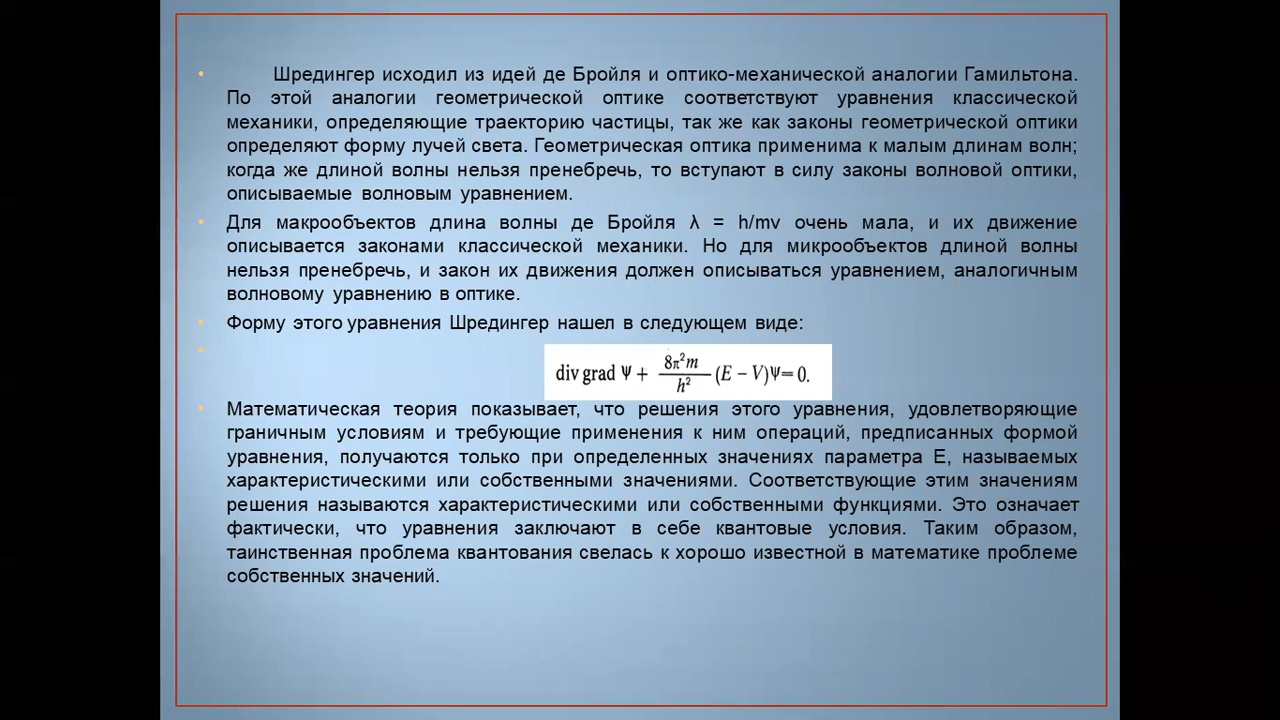 • Шредингер исходил из идей де Бройля и оптико-механической аналогии Гамильтона.
По этой аналогии геометрической оптике соответствуют уравнения классической
механики, определяющие траекторию частицы, так же как законы геометрической оптики
определяют форму лучей света. Геометрическая оптика применима к малым длинам волн;
когда же длиной волны нельзя пренебречь, то вступают в силу законы волновой оптики,
описываемые волновым уравнением.
• Для макрообъектов длина волны де Бройля λ = h/mv очень мала, и их движение
описывается законами классической механики. Но для микрообъектов длиной волны
нельзя пренебречь, и закон их движения должен описываться уравнением, аналогичным
волновому уравнению в оптике.
• Форму этого уравнения Шредингер нашел в следующем виде:
• div grad Ψ + 8π²m/h² (E − V)Ψ = 0.
• Математическая теория показывает, что решения этого уравнения, удовлетворяющие
граничным условиям и требующие применения к ним операций, предписанных формой
уравнения, получаются только при определенных значениях параметра Е, называемых
характеристическими или собственными значениями. Соответствующие этим значениям
решения называются характеристическими или собственными функциями. Это означает
фактически, что уравнения заключают в себе квантовые условия. Таким образом,
таинственная проблема квантования свелась к хорошо известной в математике проблеме
собственных значений.